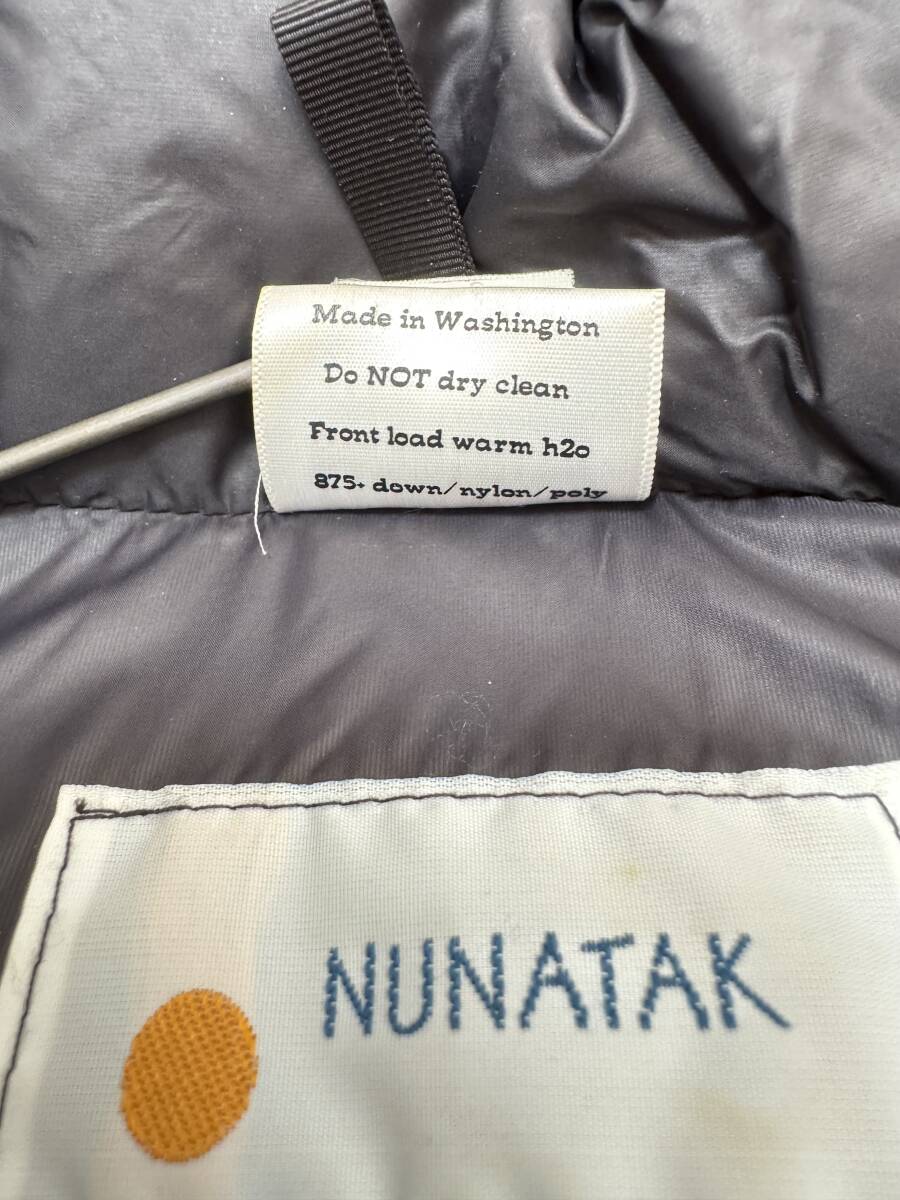 Made in Washington
Do NOT dry clean
Front load warm h2o
875+ down/nylon/poly
NUNATAK